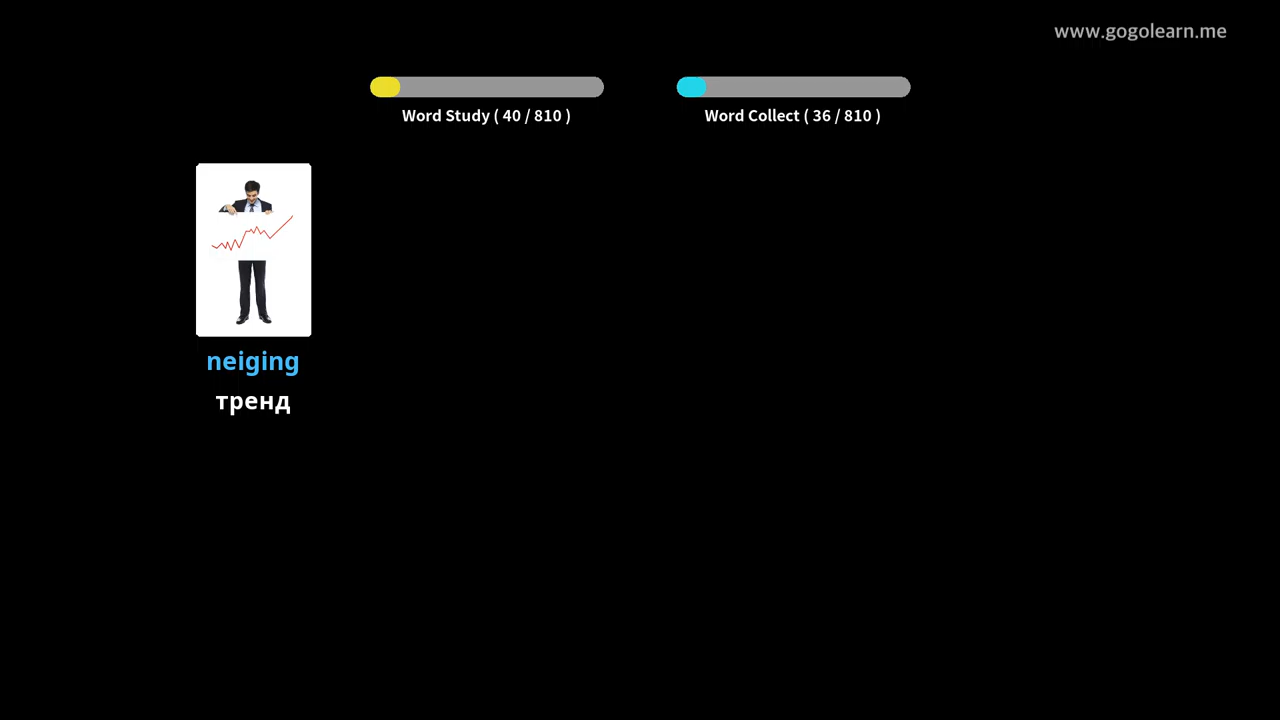 www.gogolearn.me
Word Study ( 40 / 810 )
Word Collect ( 36 / 810 )
neiging
тренд